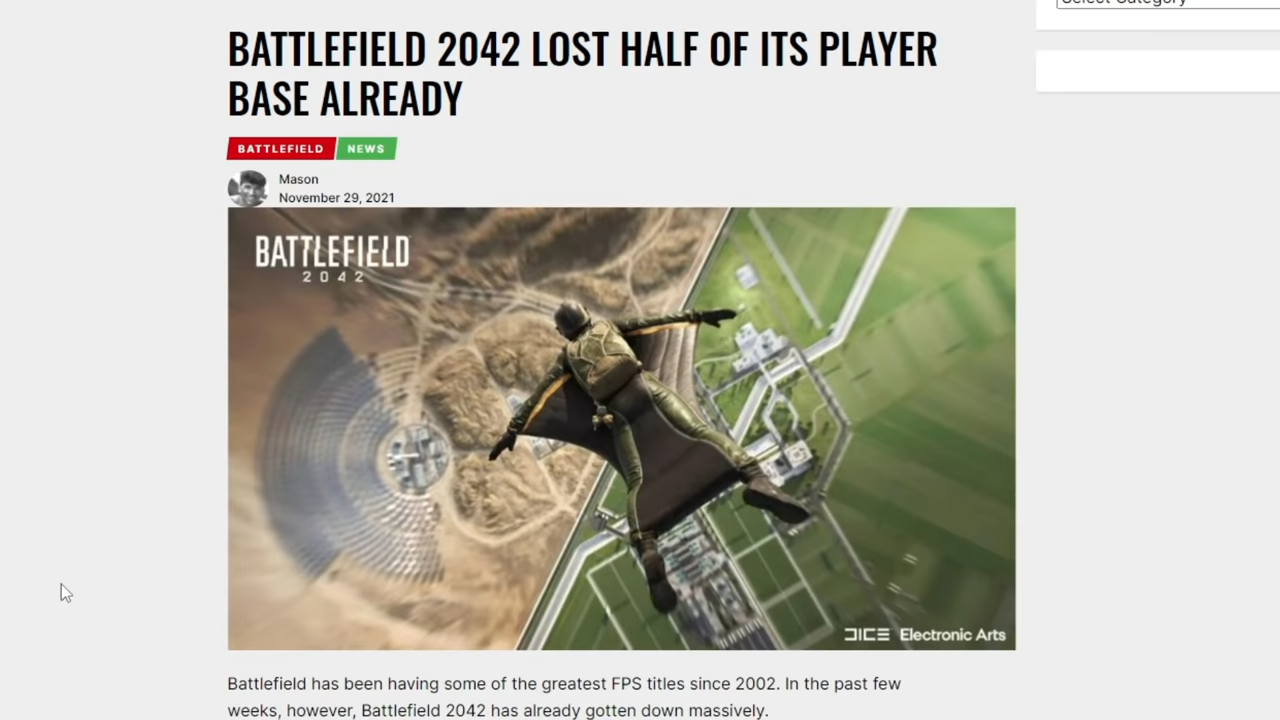 Select Category
BATTLEFIELD 2042 LOST HALF OF ITS PLAYER
BASE ALREADY
BATTLEFIELD NEWS
Mason
November 29, 2021
BATTLEFIELD
2042
DICE Electronic Arts
Battlefield has been having some of the greatest FPS titles since 2002. In the past few
weeks, however, Battlefield 2042 has already gotten down massively.